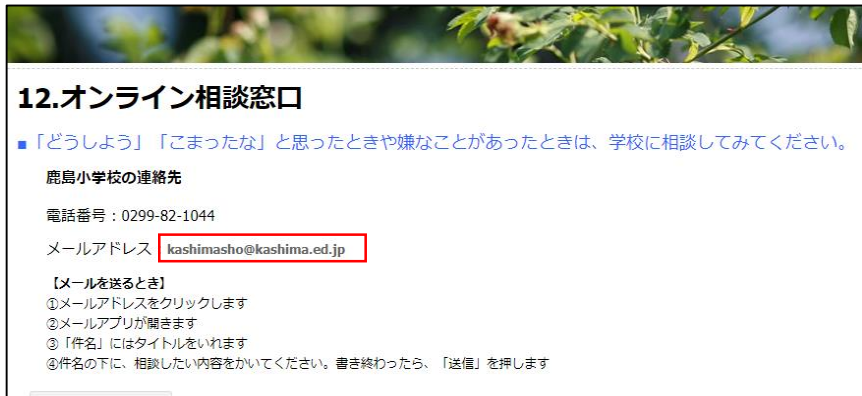 12.オンライン相談窓口
■「どうしよう」「こまったな」と思ったときや嫌なことがあったときは、学校に相談してみてください。
鹿島小学校の連絡先
電話番号：0299-82-1044
メールアドレス kashimasho@kashima.ed.jp
【メールを送るとき】
①メールアドレスをクリックします
②メールアプリが開きます
③「件名」にはタイトルをいれます
④件名の下に、相談したい内容をかいてください。書き終わったら、「送信」を押します